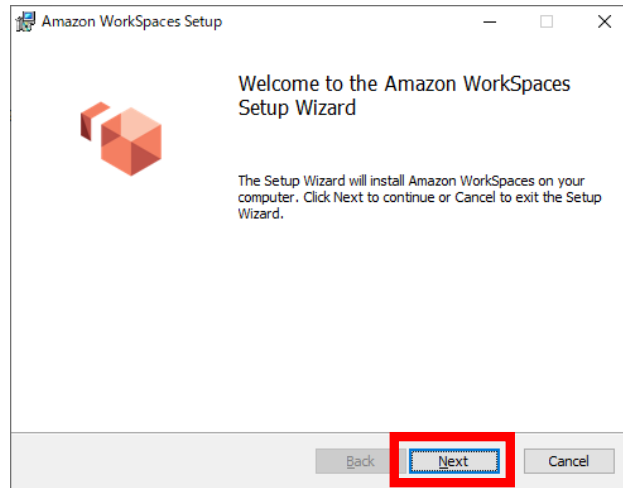 Amazon WorkSpaces Setup
Welcome to the Amazon WorkSpaces
Setup Wizard
The Setup Wizard will install Amazon WorkSpaces on your
computer. Click Next to continue or Cancel to exit the Setup
Wizard.
Back Next Cancel